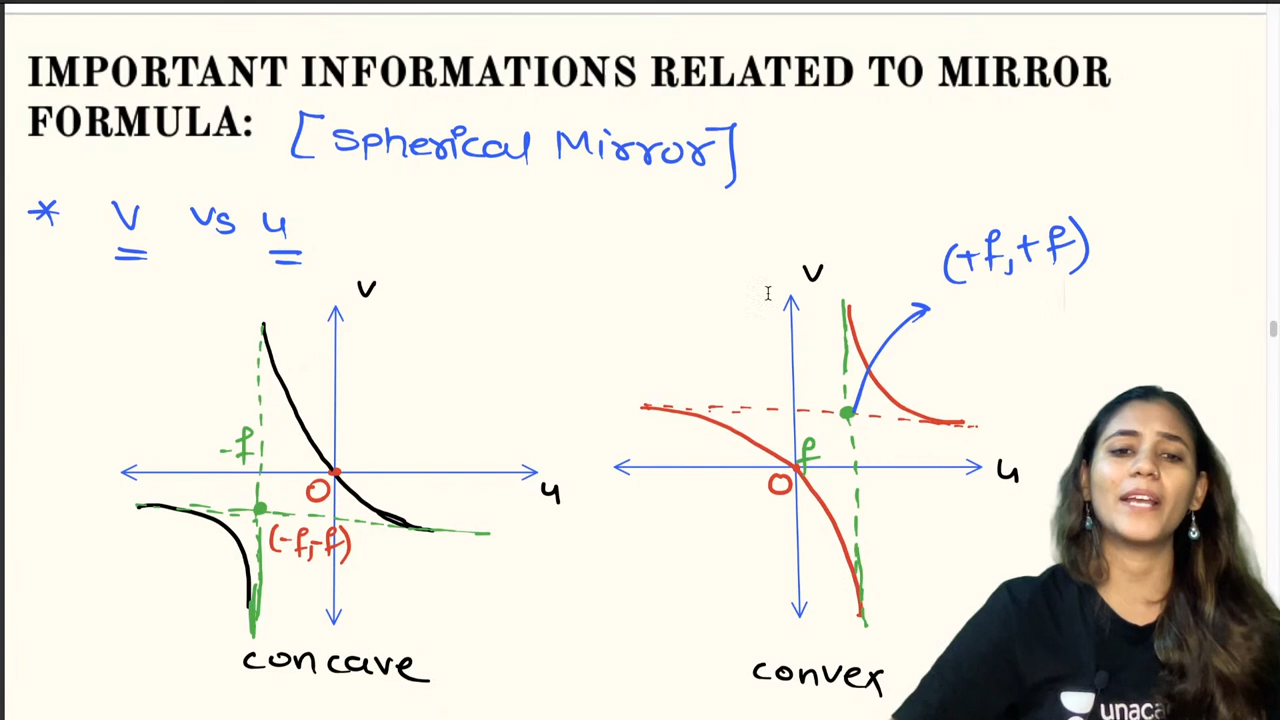 IMPORTANT INFORMATIONS RELATED TO MIRROR
FORMULA: [Spherical Mirror]
* V vs u
(+f, +f)
v
v
-f
f
O
u
O
u
(-f,-f)
concave
convex
unaca